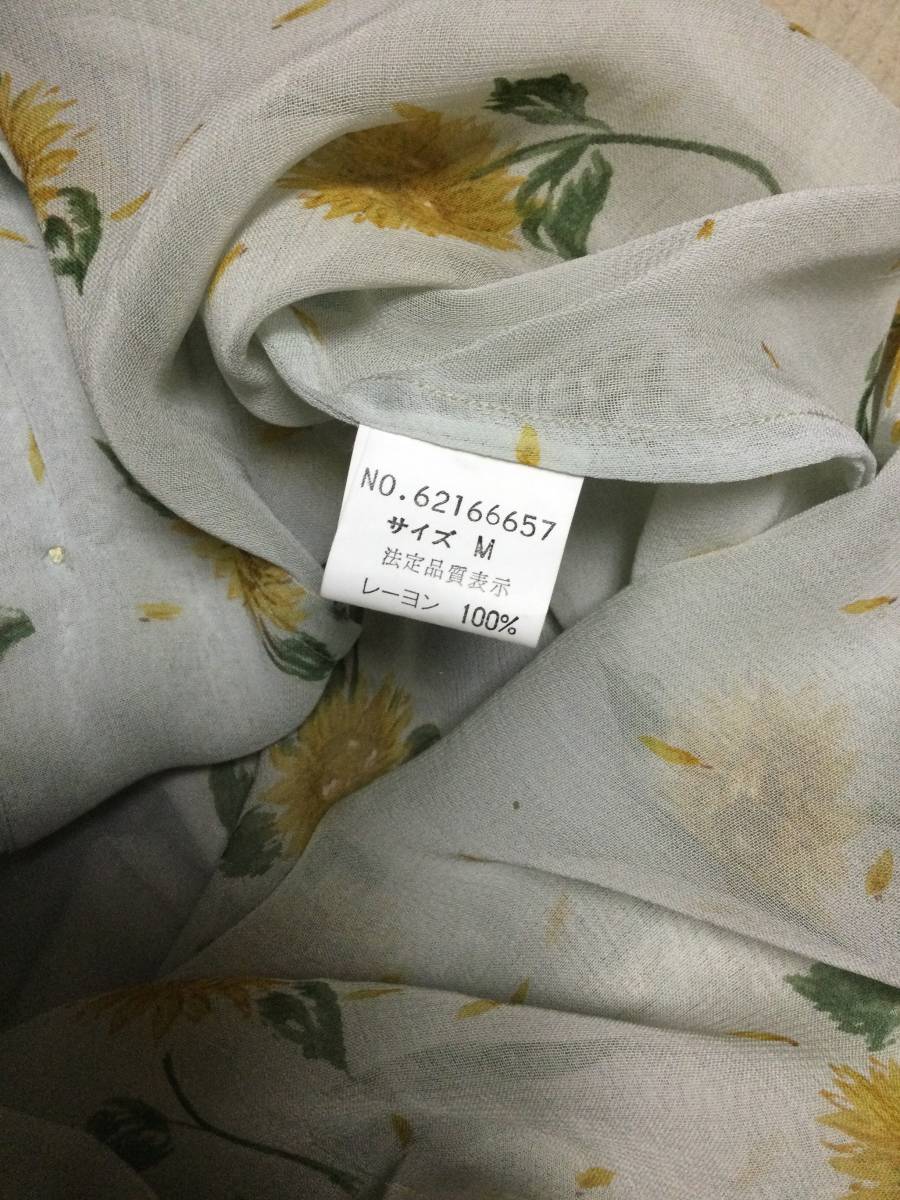 NO.62166657
サイズ M
法定品質表示
レーヨン 100%